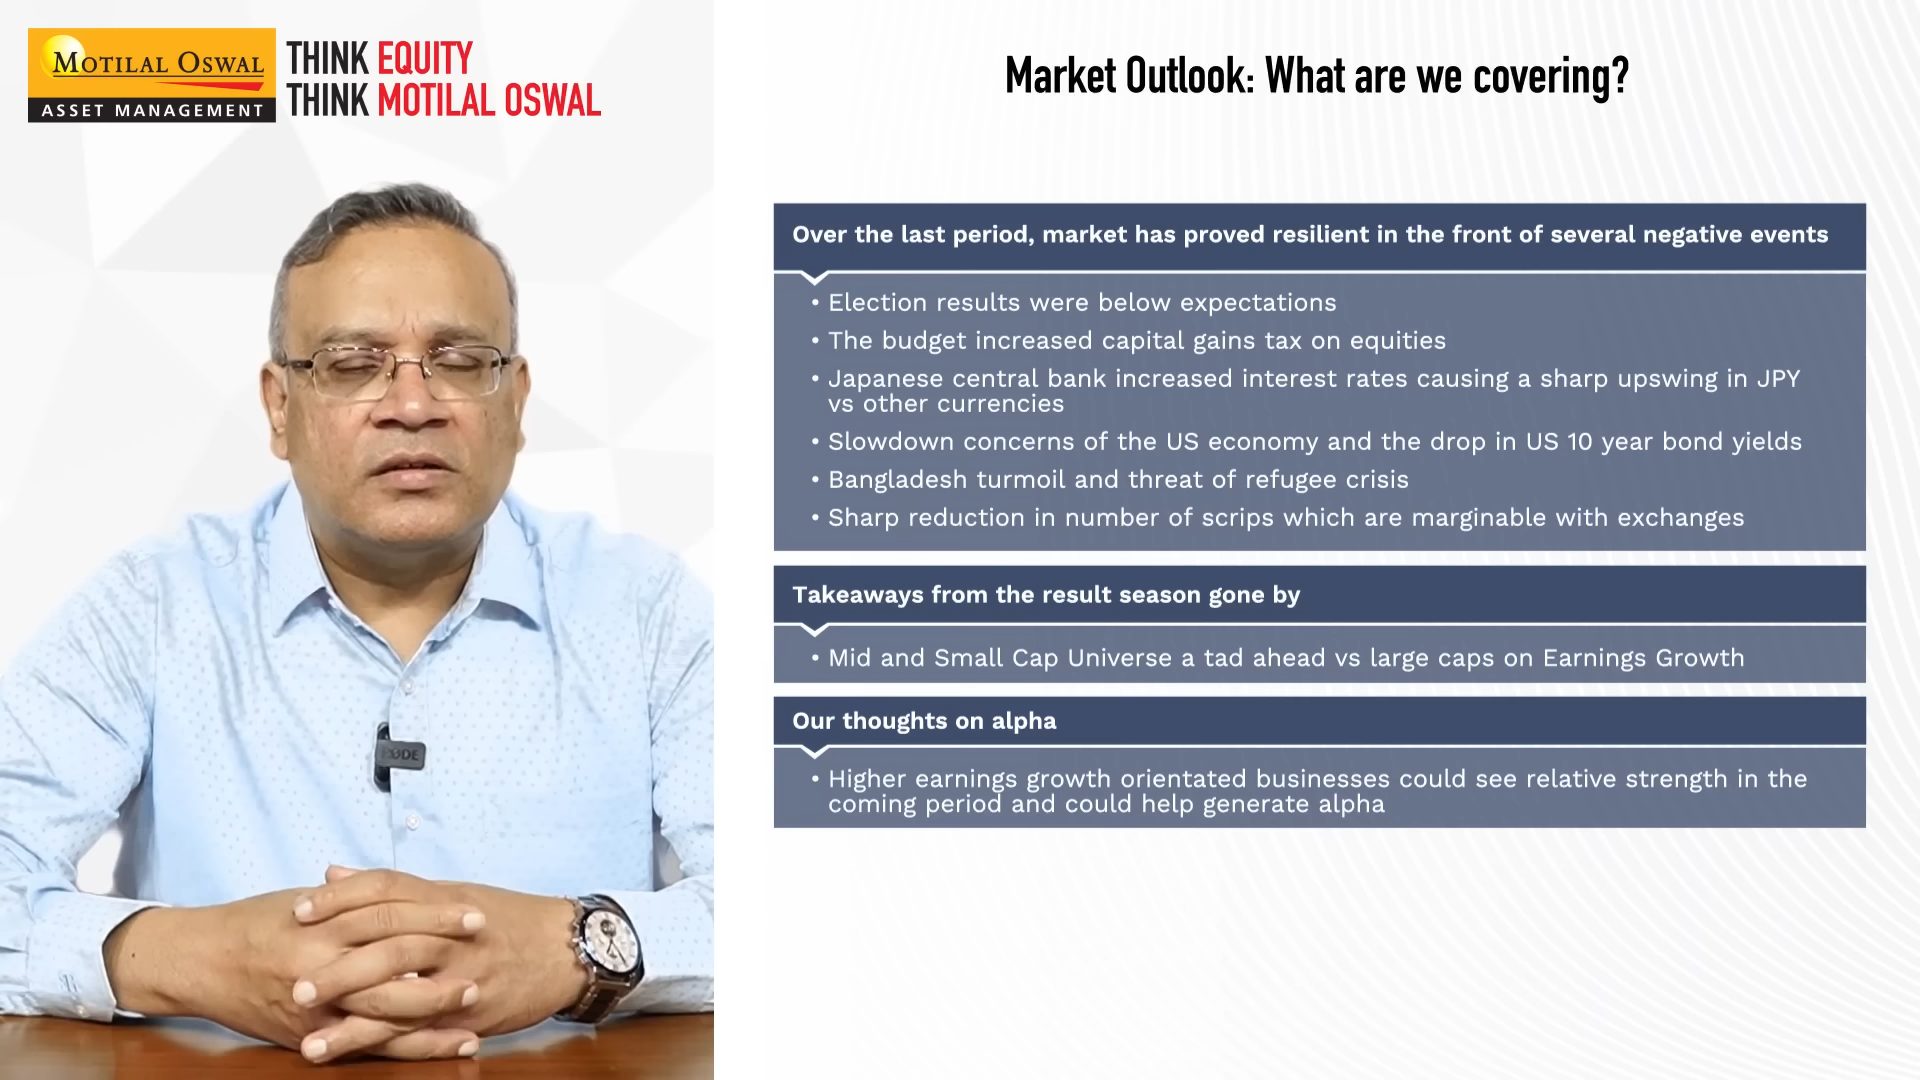 MOTILAL OSWAL
ASSET MANAGEMENT
THINK EQUITY
THINK MOTILAL OSWAL
Market Outlook: What are we covering?
Over the last period, market has proved resilient in the front of several negative events
• Election results were below expectations
• The budget increased capital gains tax on equities
• Japanese central bank increased interest rates causing a sharp upswing in JPY
vs other currencies
• Slowdown concerns of the US economy and the drop in US 10 year bond yields
• Bangladesh turmoil and threat of refugee crisis
• Sharp reduction in number of scrips which are marginable with exchanges
Takeaways from the result season gone by
• Mid and Small Cap Universe a tad ahead vs large caps on Earnings Growth
Our thoughts on alpha
• Higher earnings growth orientated businesses could see relative strength in the
coming period and could help generate alpha
RØDE